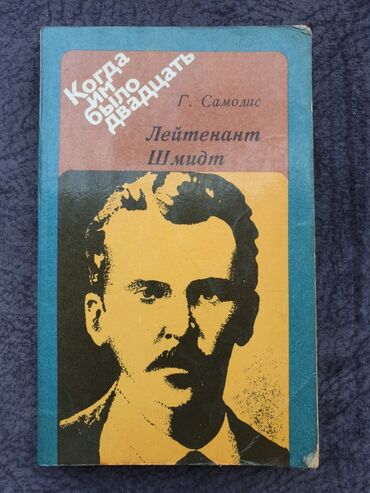 Когда
им
было
двадцать
Г. Самолис
Лейтенант
Шмидт